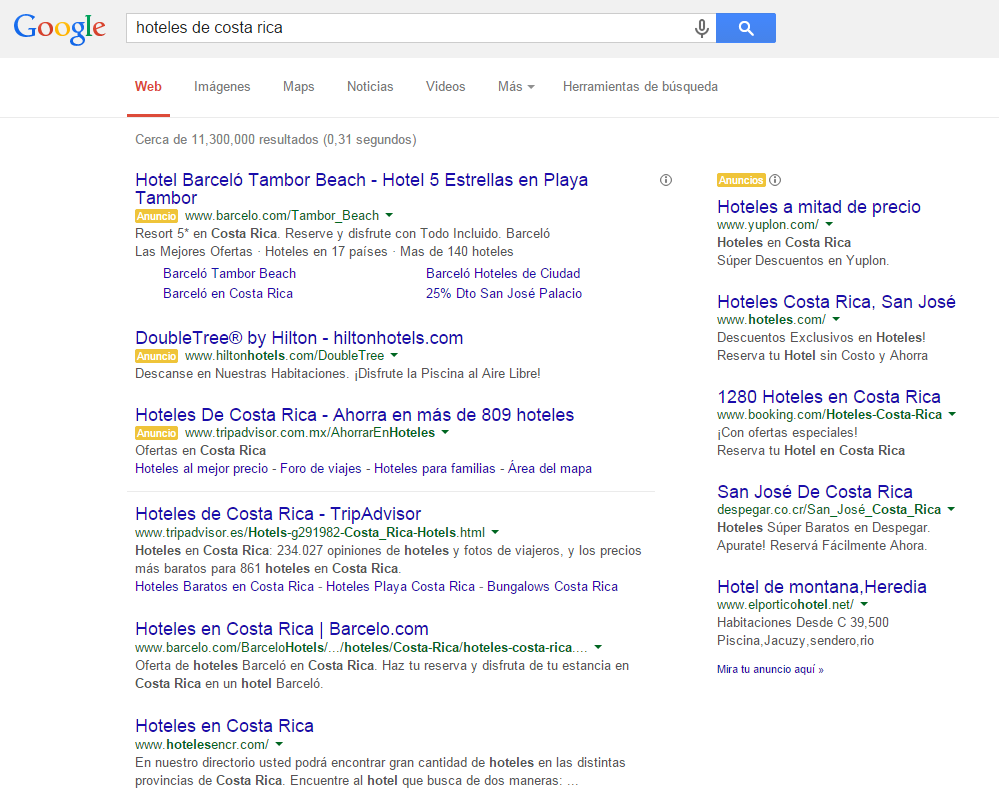 Google
hoteles de costa rica
Web Imágenes Maps Noticias Videos Más Herramientas de búsqueda
Cerca de 11,300,000 resultados (0,31 segundos)
Hotel Barceló Tambor Beach - Hotel 5 Estrellas en Playa
Tambor
Anuncio www.barcelo.com/Tambor_Beach
Resort 5* en Costa Rica. Reserve y disfrute con Todo Incluido. Barceló
Las Mejores Ofertas · Hoteles en 17 países · Mas de 140 hoteles
Barceló Tambor Beach Barceló Hoteles de Ciudad
Barceló en Costa Rica 25% Dto San José Palacio
DoubleTree® by Hilton - hiltonhotels.com
Anuncio www.hiltonhotels.com/DoubleTree
Descanse en Nuestras Habitaciones. ¡Disfrute la Piscina al Aire Libre!
Hoteles De Costa Rica - Ahorra en más de 809 hoteles
Anuncio www.tripadvisor.com.mx/AhorrarEnHoteles
Ofertas en Costa Rica
Hoteles al mejor precio - Foro de viajes - Hoteles para familias - Área del mapa
Hoteles de Costa Rica - TripAdvisor
www.tripadvisor.es/Hotels-g291982-Costa_Rica-Hotels.html
Hoteles en Costa Rica: 234.027 opiniones de hoteles y fotos de viajeros, y los precios
más baratos para 861 hoteles en Costa Rica.
Hoteles Baratos en Costa Rica - Hoteles Playa Costa Rica - Bungalows Costa Rica
Hoteles en Costa Rica | Barcelo.com
www.barcelo.com/BarceloHotels/.../hoteles/Costa-Rica/hoteles-costa-rica....
Oferta de hoteles Barceló en Costa Rica. Haz tu reserva y disfruta de tu estancia en
Costa Rica en un hotel Barceló.
Hoteles en Costa Rica
www.hotelesencr.com/
En nuestro directorio usted podrá encontrar gran cantidad de hoteles en las distintas
provincias de Costa Rica. Encuentre al hotel que busca de dos maneras: ...
Anuncios
Hoteles a mitad de precio
www.yuplon.com/
Hoteles en Costa Rica
Súper Descuentos en Yuplon.
Hoteles Costa Rica, San José
www.hoteles.com/
Descuentos Exclusivos en Hoteles!
Reserva tu Hotel sin Costo y Ahorra
1280 Hoteles en Costa Rica
www.booking.com/Hoteles-Costa-Rica
¡Con ofertas especiales!
Reserva tu Hotel en Costa Rica
San José De Costa Rica
despegar.co.cr/San_José_Costa_Rica
Hoteles Súper Baratos en Despegar.
Apurate! Reservá Fácilmente Ahora.
Hotel de montana,Heredia
www.elporticohotel.net/
Habitaciones Desde C 39,500
Piscina,Jacuzy,sendero,rio
Mira tu anuncio aquí »